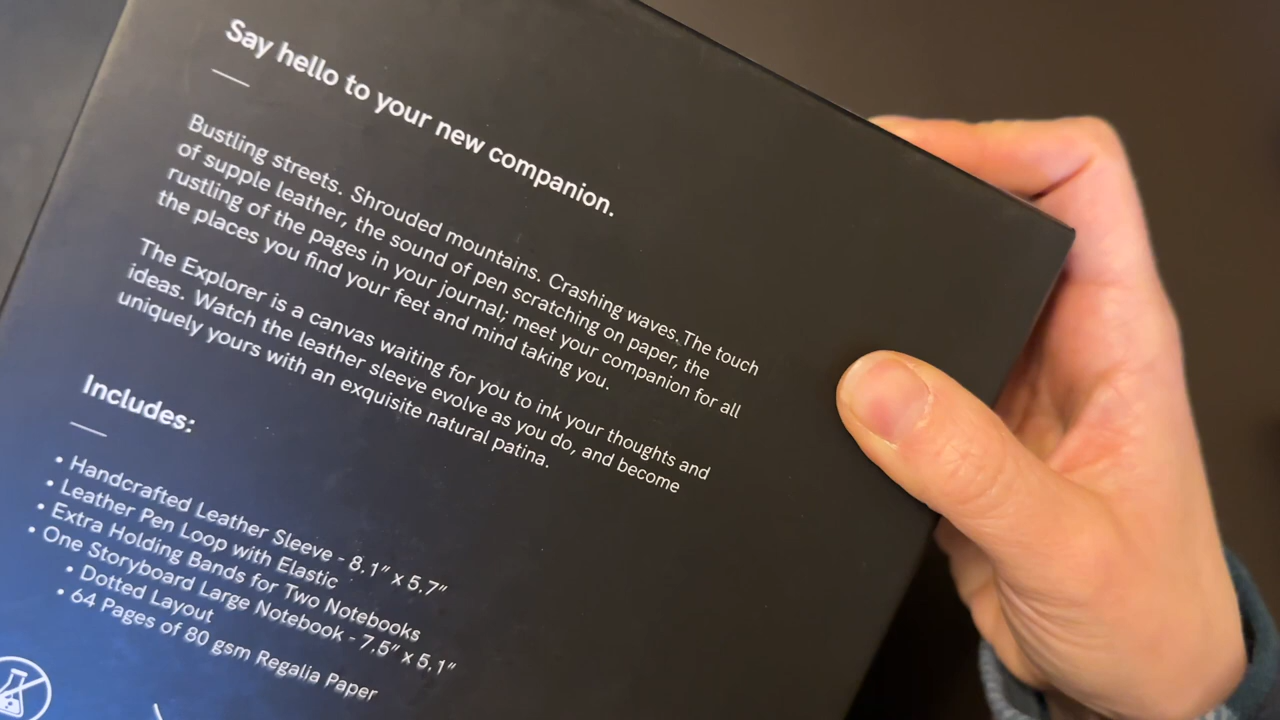 Say hello to your new companion.
Bustling streets. Shrouded mountains. Crashing waves. The touch
of supple leather, the sound of pen scratching on paper, the
rustling of the pages in your journal; meet your companion for all
the places you find your feet and mind taking you.
The Explorer is a canvas waiting for you to ink your thoughts and
ideas. Watch the leather sleeve evolve as you do, and become
uniquely yours with an exquisite natural patina.
Includes:
• Handcrafted Leather Sleeve - 8.1" x 5.7"
• Leather Pen Loop with Elastic
• Extra Holding Bands for Two Notebooks
• One Storyboard Large Notebook - 7.5" x 5.1"
• Dotted Layout
• 64 Pages of 80 gsm Regalia Paper